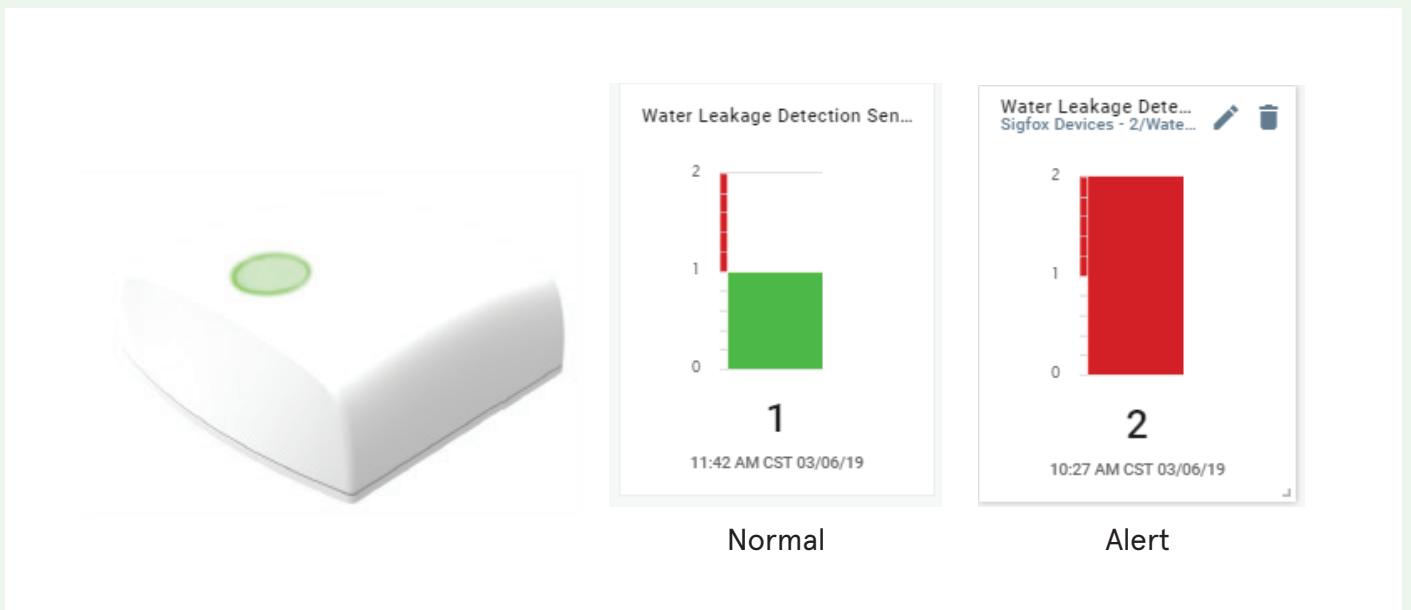 Water Leakage Detection Sen...
2
1
0
1
11:42 AM CST 03/06/19
Normal
Water Leakage Dete...
Sigfox Devices - 2/Wate...
2
1
0
2
10:27 AM CST 03/06/19
Alert